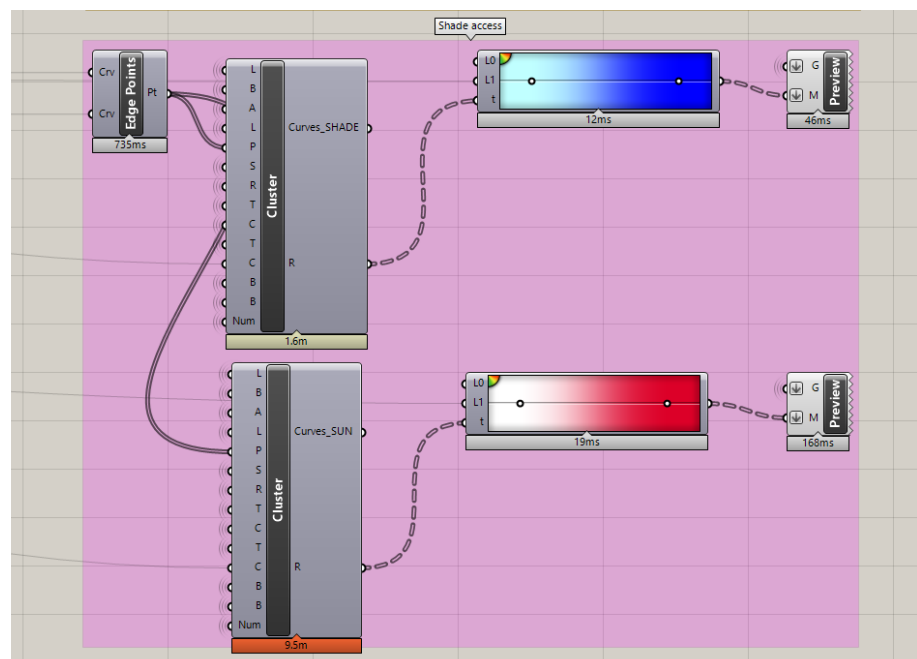 Shade access
Crv
Crv
Edge Points
Pt
735ms
L
B
A
L
P
S
R
T
C
T
C
B
B
Num
Cluster
Curves_SHADE
R
1.6m
L0
L1
t
12ms
G
M
Preview
46ms
L
B
A
L
P
S
R
T
C
T
C
B
B
Num
Cluster
Curves_SUN
R
9.5m
L0
L1
t
19ms
G
M
Preview
168ms